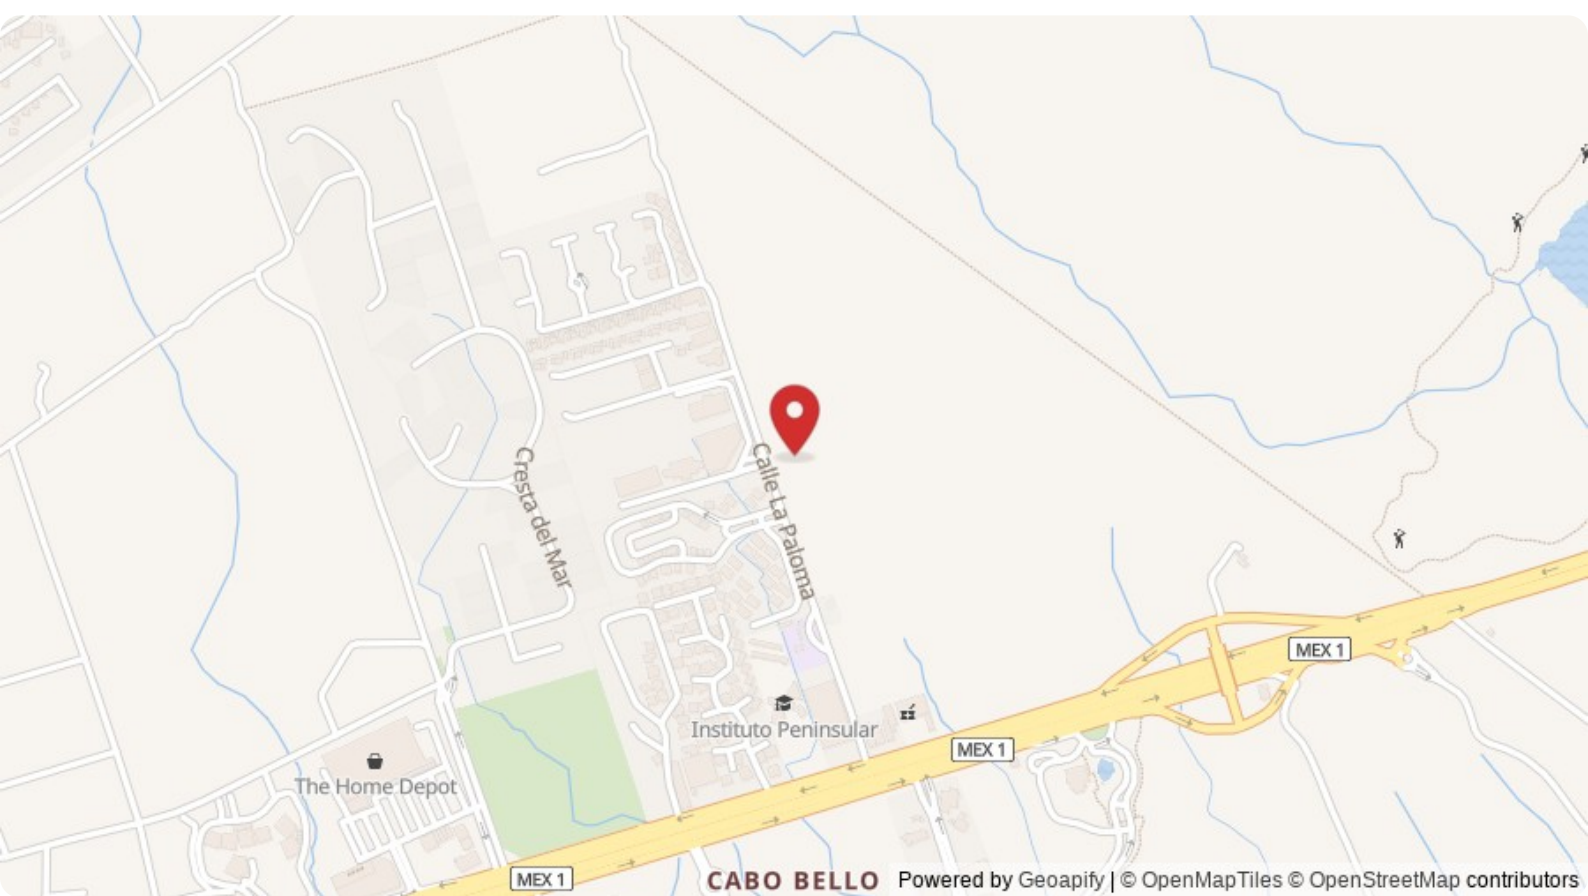 Cresta del Mar
Calle La Paloma
MEX 1
Instituto Peninsular
MEX 1
The Home Depot
MEX 1
CABO BELLO
Powered by Geoapify | © OpenMapTiles © OpenStreetMap contributors